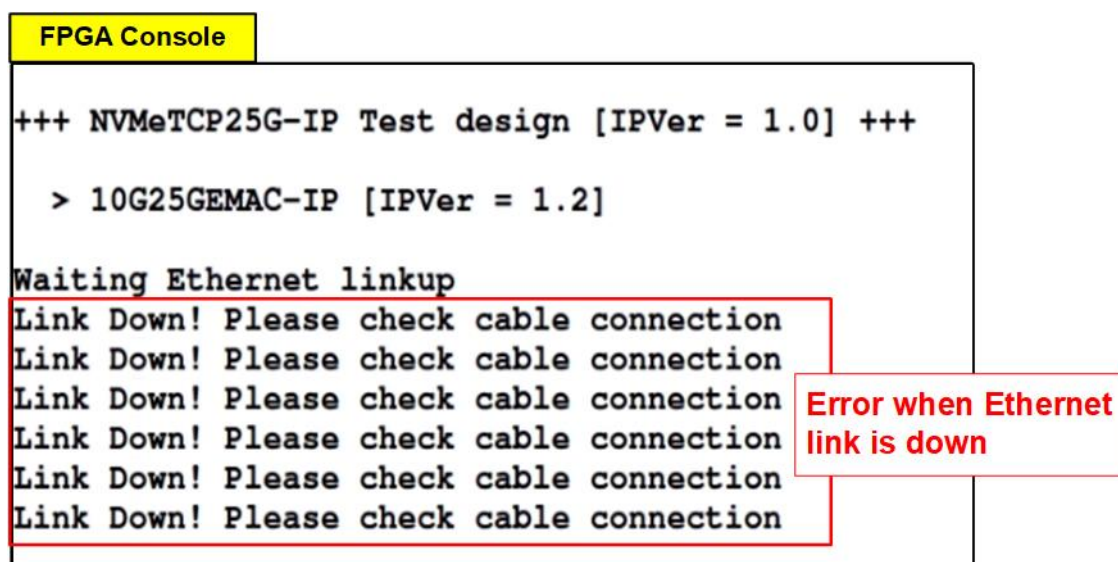 FPGA Console
+++ NVMeTCP25G-IP Test design [IPVer = 1.0] +++
> 10G25GEMAC-IP [IPVer = 1.2]
Waiting Ethernet linkup
Link Down! Please check cable connection
Link Down! Please check cable connection
Link Down! Please check cable connection
Link Down! Please check cable connection
Link Down! Please check cable connection
Link Down! Please check cable connection
Error when Ethernet
link is down